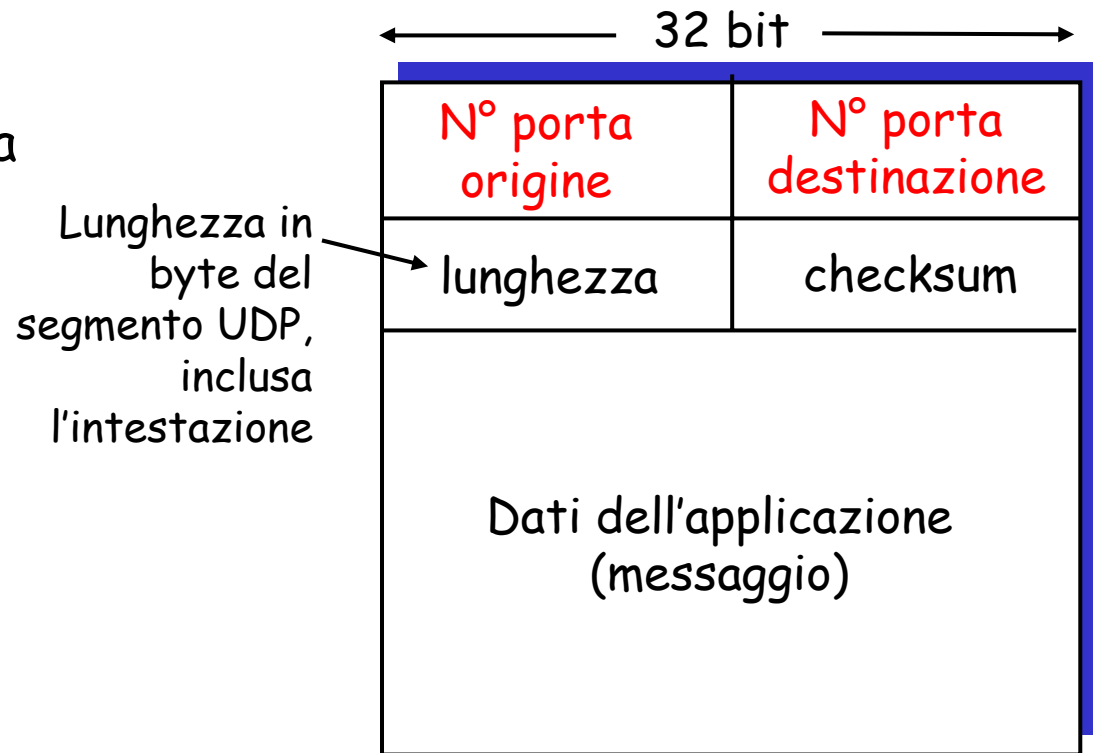 32 bit
a
N° porta
origine
N° porta
destinazione
Lunghezza in
byte del
segmento UDP,
inclusa
l'intestazione
lunghezza
checksum
Dati dell'applicazione
(messaggio)